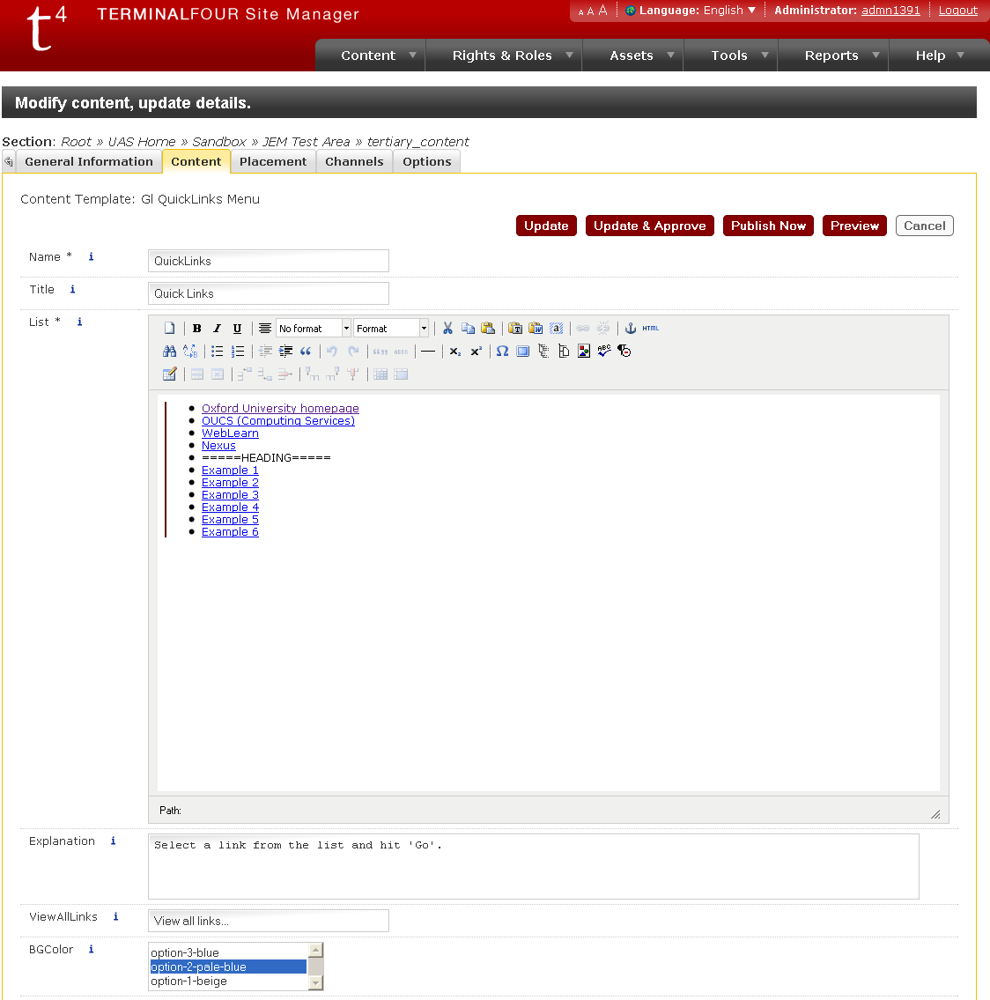 t4 TERMINALFOUR Site Manager
A A A Language: English Administrator: admn1391 Logout
Content Rights & Roles Assets Tools Reports Help
Modify content, update details.
Section: Root » UAS Home » Sandbox » JEM Test Area » tertiary_content
General Information Content Placement Channels Options
Content Template: Gl QuickLinks Menu
Update Update & Approve Publish Now Preview Cancel
Name * i QuickLinks
Title i Quick Links
List * i
B I U No format Format HTML
ABC
Oxford University homepage
OUCS (Computing Services)
WebLearn
Nexus
=====HEADING=====
Example 1
Example 2
Example 3
Example 4
Example 5
Example 6
Path:
Explanation i Select a link from the list and hit 'Go'.
ViewAllLinks i View all links...
BGColor i
option-3-blue
option-2-pale-blue
option-1-beige